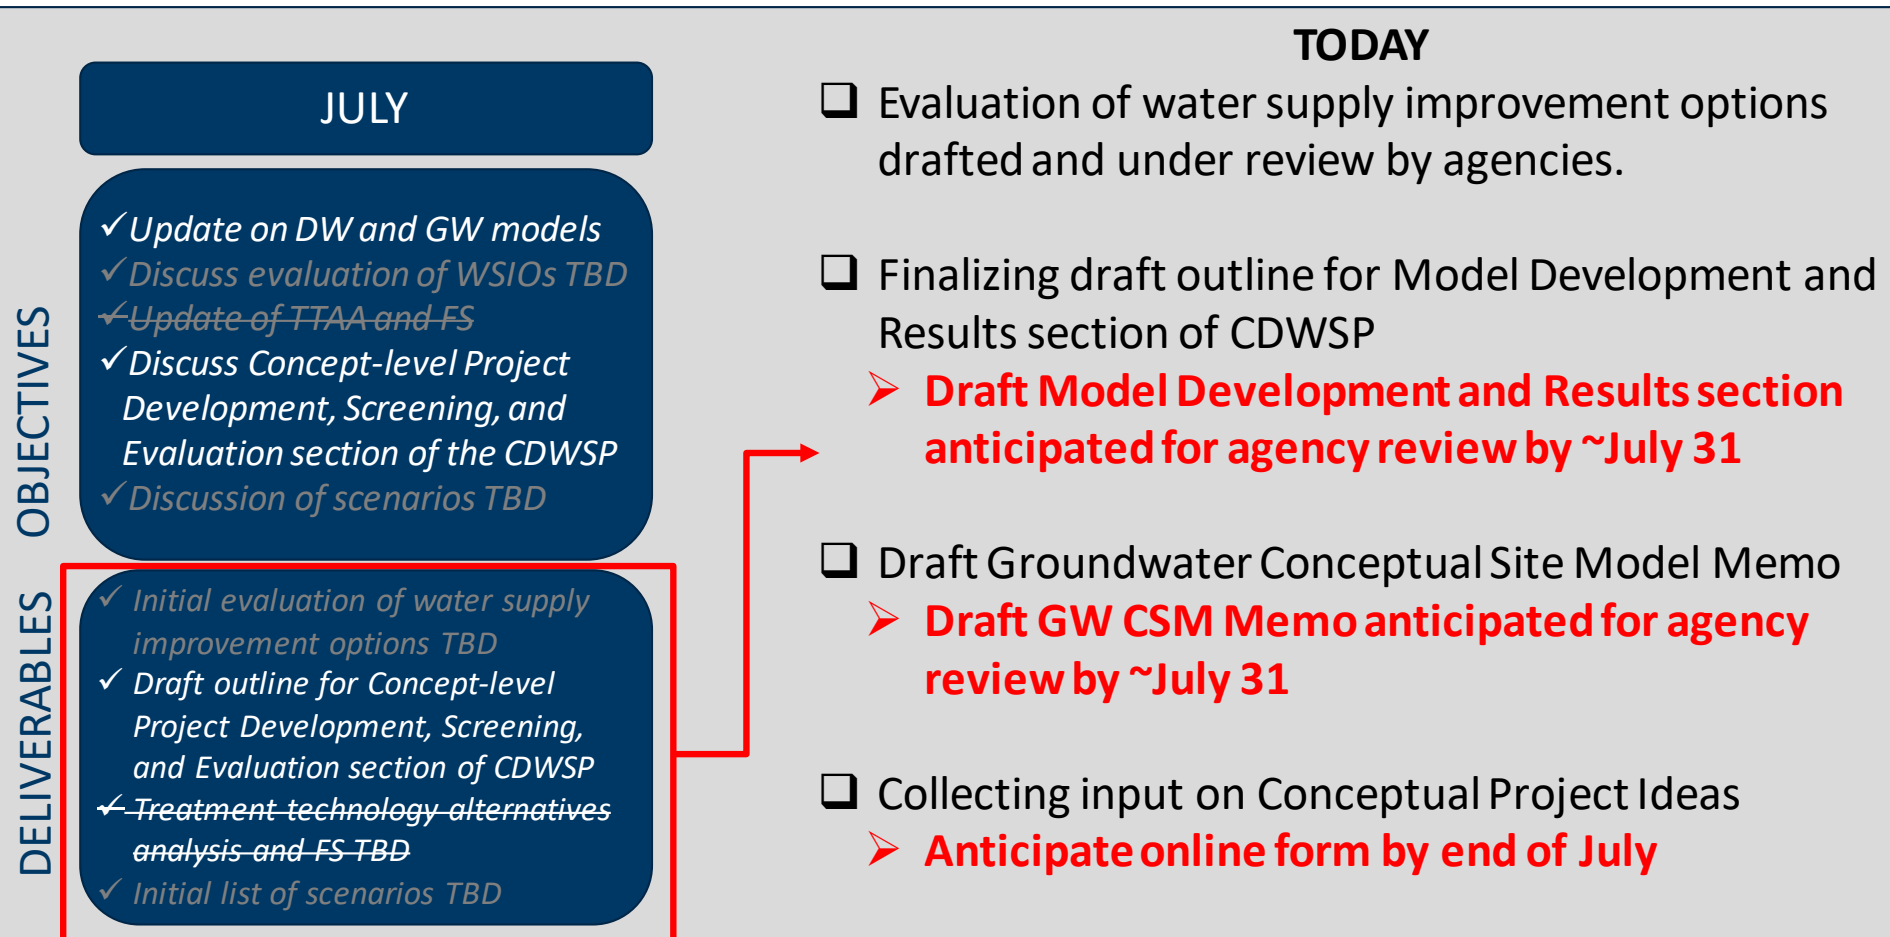 JULY
OBJECTIVES
✓Update on DW and GW models
✓Discuss evaluation of WSIOs TBD
✓Update of TTAA and FS
✓Discuss Concept-level Project
Development, Screening, and
Evaluation section of the CDWSP
✓Discussion of scenarios TBD
DELIVERABLES
✓ Initial evaluation of water supply
improvement options TBD
✓ Draft outline for Concept-level
Project Development, Screening,
and Evaluation section of CDWSP
✓ Treatment technology alternatives
analysis and FS TBD
✓ Initial list of scenarios TBD
TODAY
❑ Evaluation of water supply improvement options
drafted and under review by agencies.
❑ Finalizing draft outline for Model Development and
Results section of CDWSP
➢ Draft Model Development and Results section
anticipated for agency review by ~July 31
❑ Draft Groundwater Conceptual Site Model Memo
➢ Draft GW CSM Memo anticipated for agency
review by ~July 31
❑ Collecting input on Conceptual Project Ideas
➢ Anticipate online form by end of July